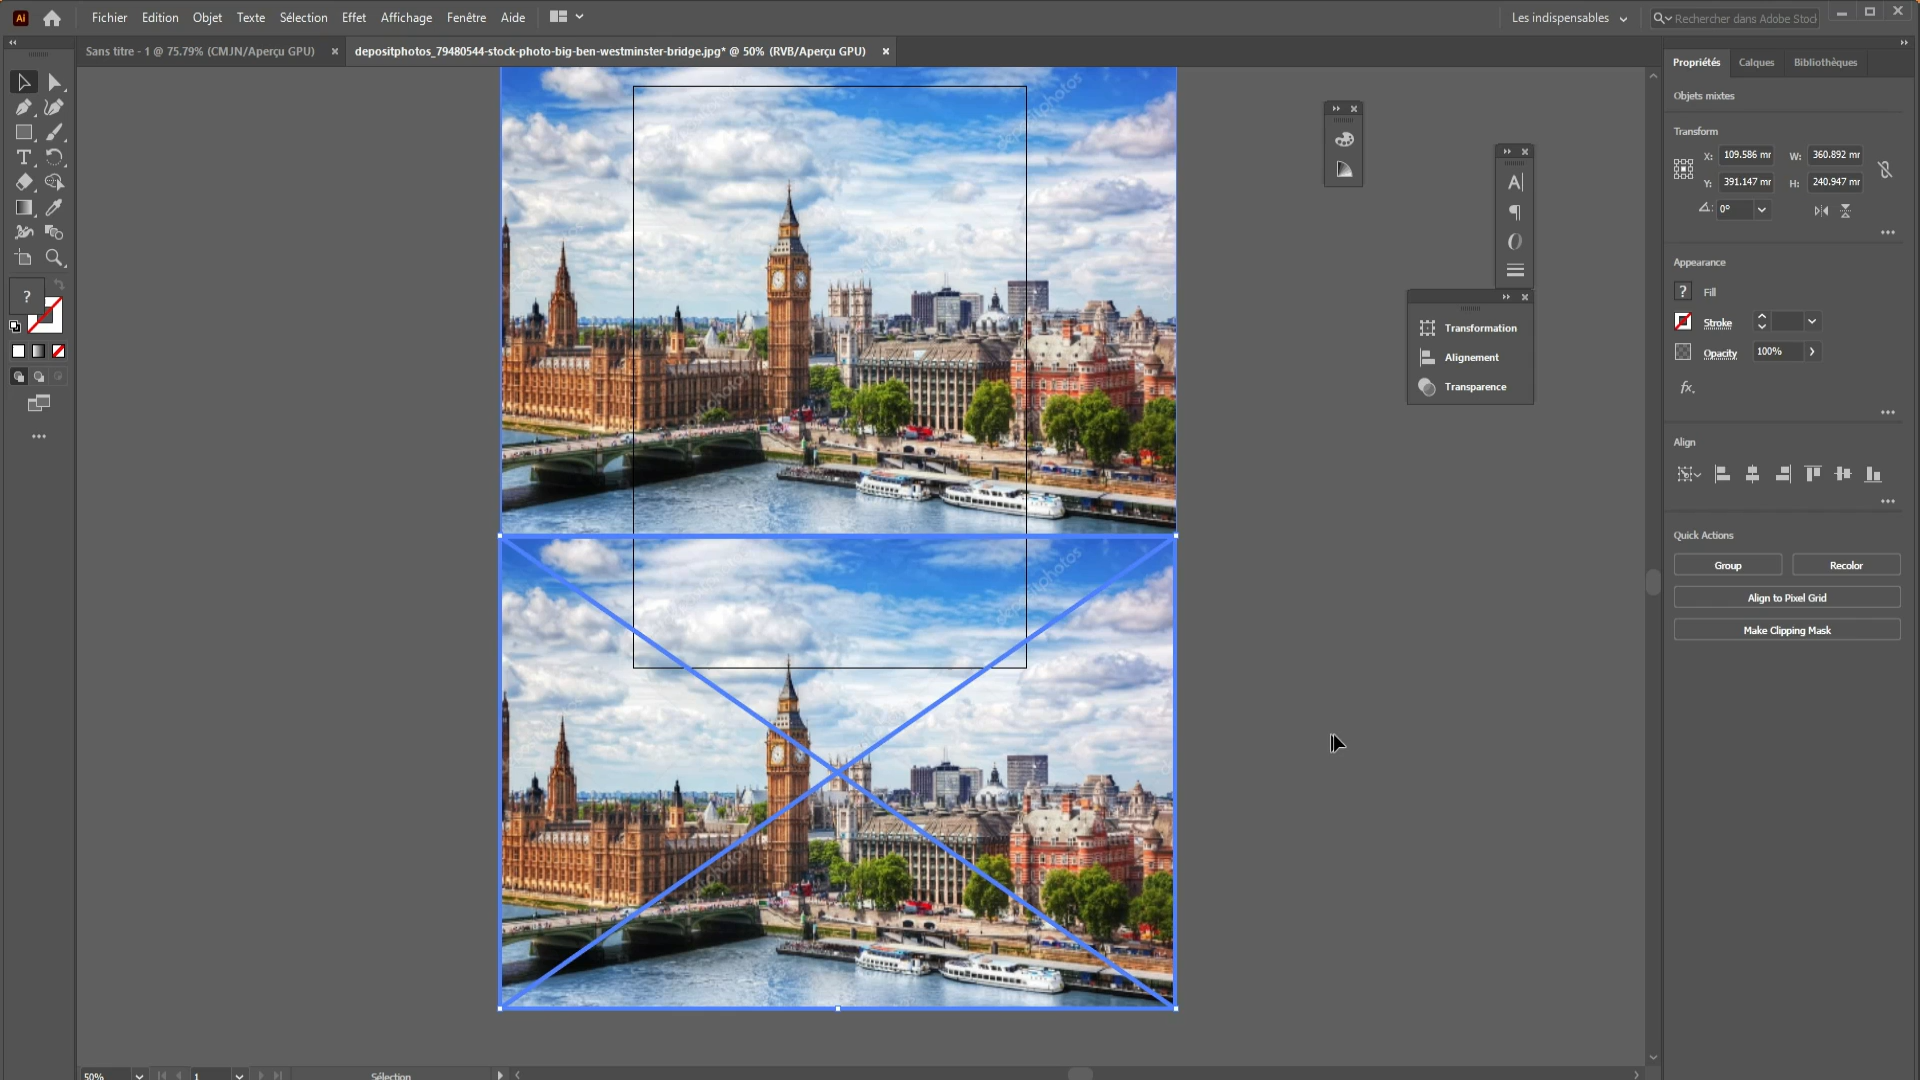 Ai Fichier Edition Objet Texte Sélection Effet Affichage Fenêtre Aide Les indispensables Rechercher dans Adobe Stoc
Sans titre - 1 @ 75.79% (CMJN/Aperçu GPU) × depositphotos_79480544-stock-photo-big-ben-westminster-bridge.jpg* @ 50% (RVB/Aperçu GPU) ×
Propriétés Calques Bibliothèques
Objets mixtes
Transform
X: 109.586 mr W: 360.892 mr
Y: 391.147 mr H: 240.947 mr
0°
Appearance
? Fill
Stroke
Opacity 100%
fx.
Align
Quick Actions
Group Recolor
Align to Pixel Grid
Make Clipping Mask
Transformation
Alignement
Transparence
?
depositphotos
depositphotos
50% 1 Sélection